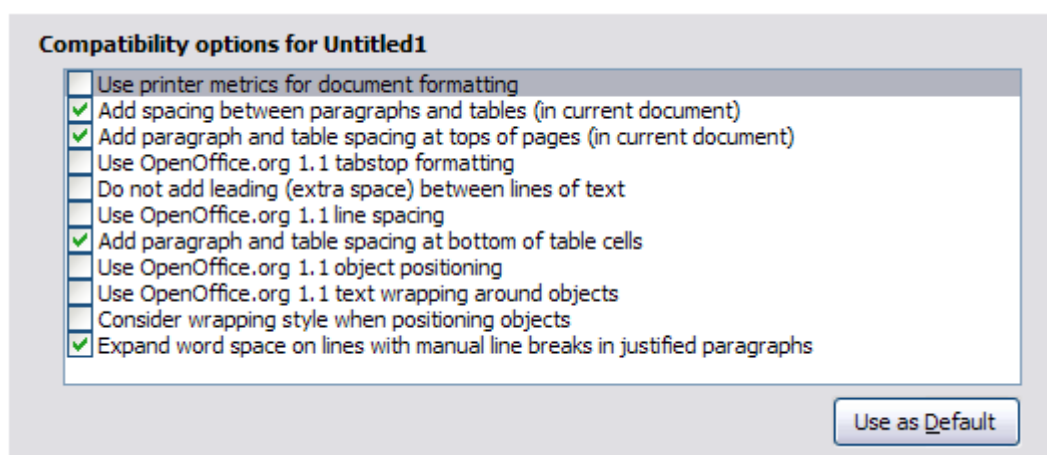 Compatibility options for Untitled1
Use printer metrics for document formatting
Add spacing between paragraphs and tables (in current document)
Add paragraph and table spacing at tops of pages (in current document)
Use OpenOffice.org 1.1 tabstop formatting
Do not add leading (extra space) between lines of text
Use OpenOffice.org 1.1 line spacing
Add paragraph and table spacing at bottom of table cells
Use OpenOffice.org 1.1 object positioning
Use OpenOffice.org 1.1 text wrapping around objects
Consider wrapping style when positioning objects
Expand word space on lines with manual line breaks in justified paragraphs
Use as Default